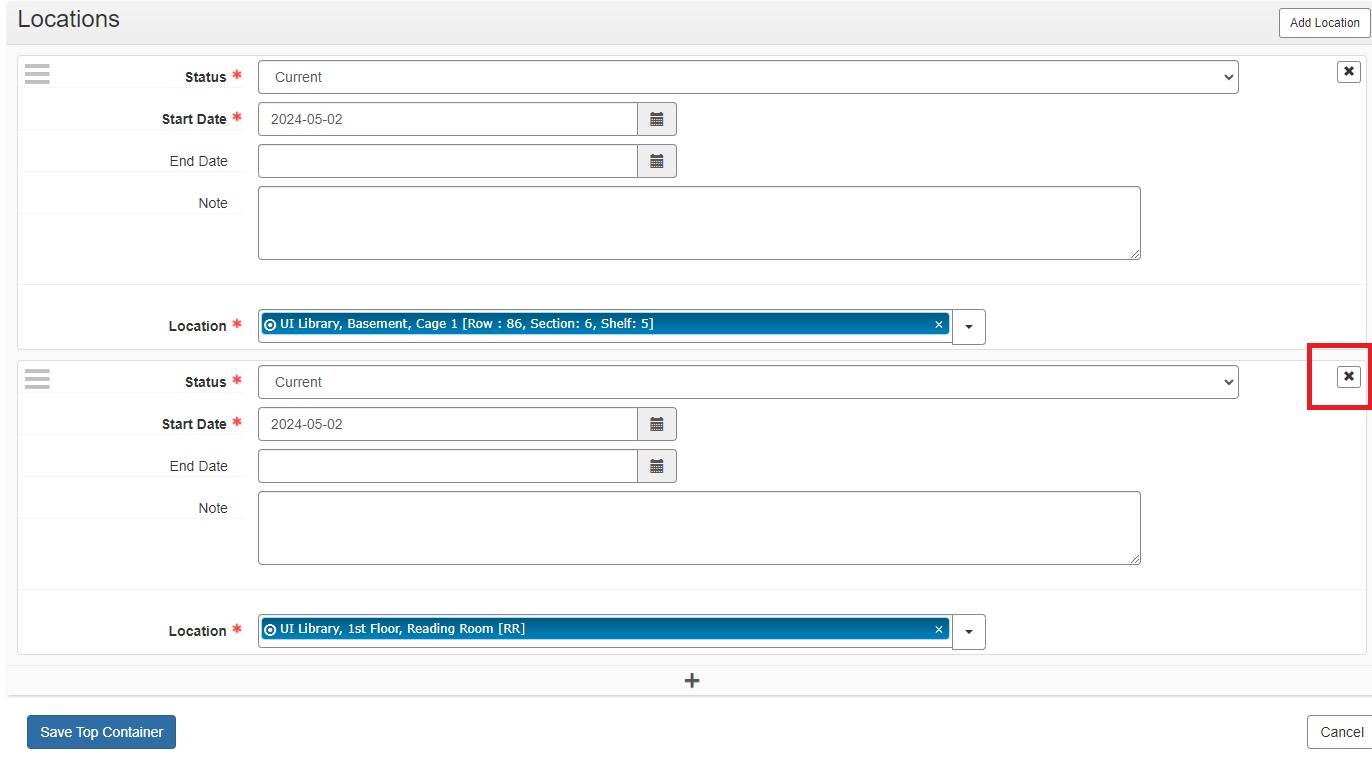 Locations
Add Location
Status *
Current
Start Date *
2024-05-02
End Date
Note
Location *
UI Library, Basement, Cage 1 [Row : 86, Section: 6, Shelf: 5] ×
Status *
Current
Start Date *
2024-05-02
End Date
Note
Location *
UI Library, 1st Floor, Reading Room [RR] ×
+
Save Top Container
Cancel